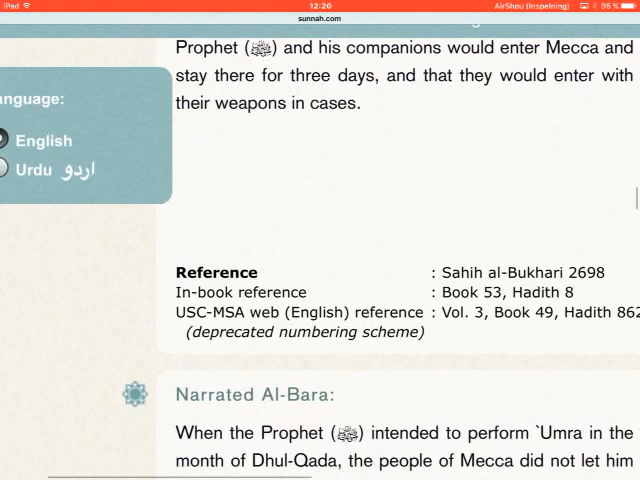 iPad 12:20 AirShou (Inspelning) 95 %
sunnah.com
Prophet (ﷺ) and his companions would enter Mecca and
stay there for three days, and that they would enter with
their weapons in cases.
anguage:
English
Urdu اردو
Reference : Sahih al-Bukhari 2698
In-book reference : Book 53, Hadith 8
USC-MSA web (English) reference : Vol. 3, Book 49, Hadith 862
(deprecated numbering scheme)
Narrated Al-Bara:
When the Prophet (ﷺ) intended to perform `Umra in the
month of Dhul-Qada, the people of Mecca did not let him